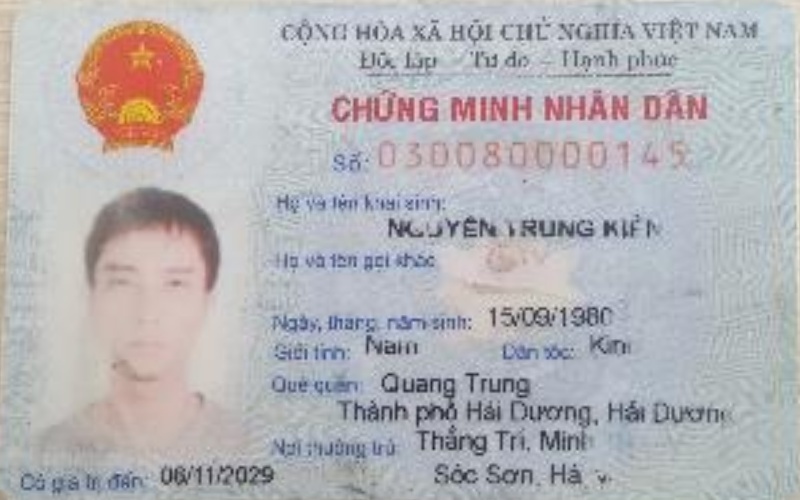 CỘNG HÒA XÃ HỘI CHỦ NGHĨA VIỆT NAM
Độc lập - Tự do - Hạnh phúc
CHỨNG MINH NHÂN DÂN
Số: 030080000145
Họ và tên khai sinh:
NGUYỄN TRUNG KIÊN
Họ và tên gọi khác
Ngày, tháng, năm sinh: 15/09/1980
Giới tính: Nam Dân tộc: Kinh
Quê quán: Quang Trung
Thành phố Hải Dương, Hải Dương
Nơi thường trú: Thắng Trí, Minh
Sóc Sơn, Hà
Có giá trị đến: 06/11/2029